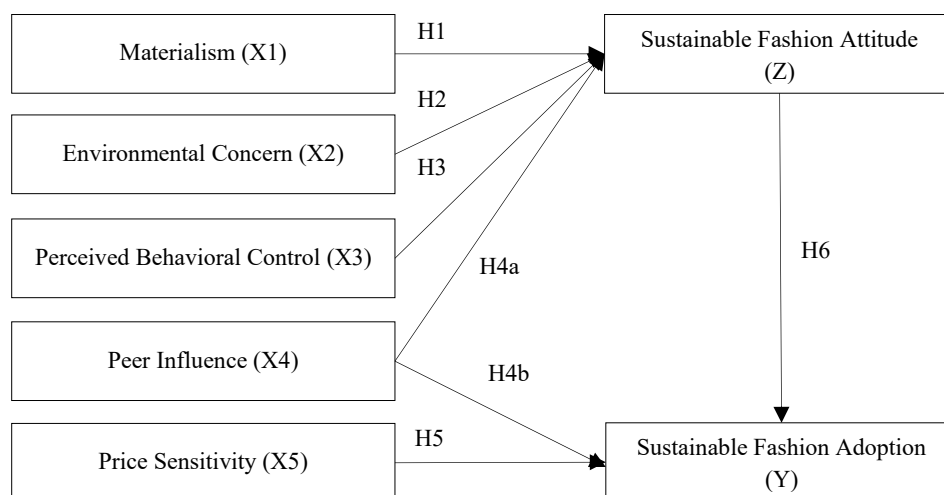 Materialism (X1)
H1
Sustainable Fashion Attitude
(Z)
H2
Environmental Concern (X2)
H3
Perceived Behavioral Control (X3)
H4a
H6
Peer Influence (X4)
H4b
H5
Price Sensitivity (X5)
Sustainable Fashion Adoption
(Y)